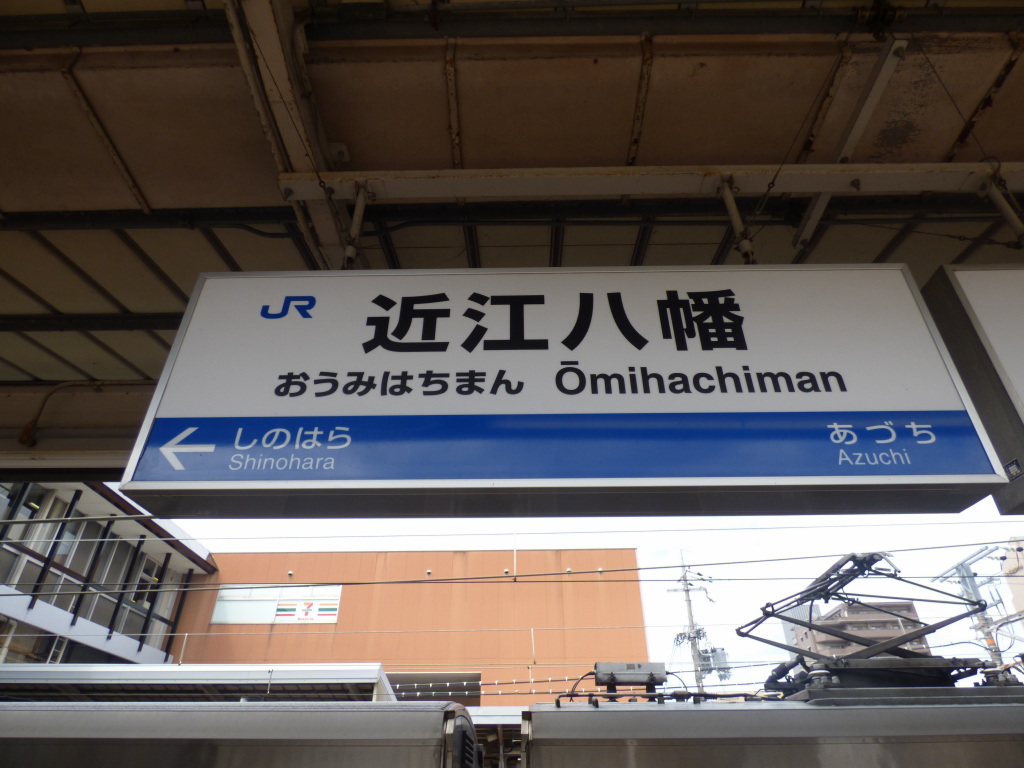 JR
近江八幡
おうみはちまん Ōmihachiman
← しのはら
Shinohara
あづち
Azuchi
7